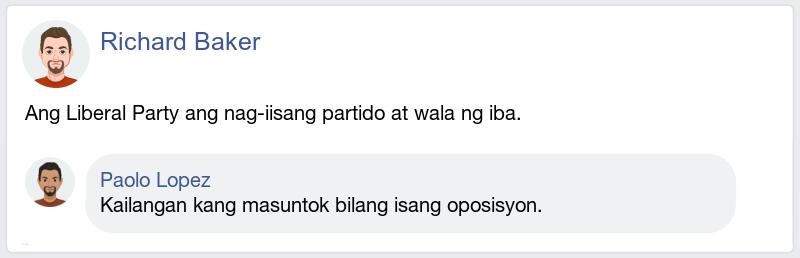 Richard Baker
Ang Liberal Party ang nag-iisang partido at wala ng iba.
Paolo Lopez
Kailangan kang masuntok bilang isang oposisyon.